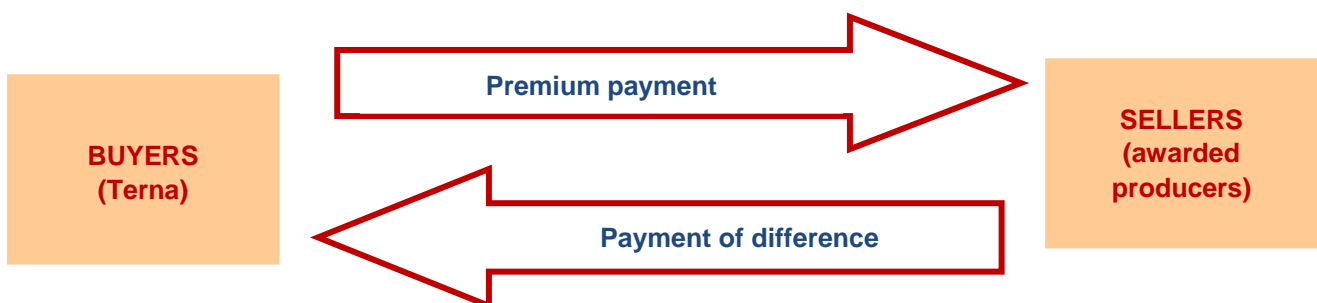 Premium payment
BUYERS
(Terna)
SELLERS
(awarded
producers)
Payment of difference